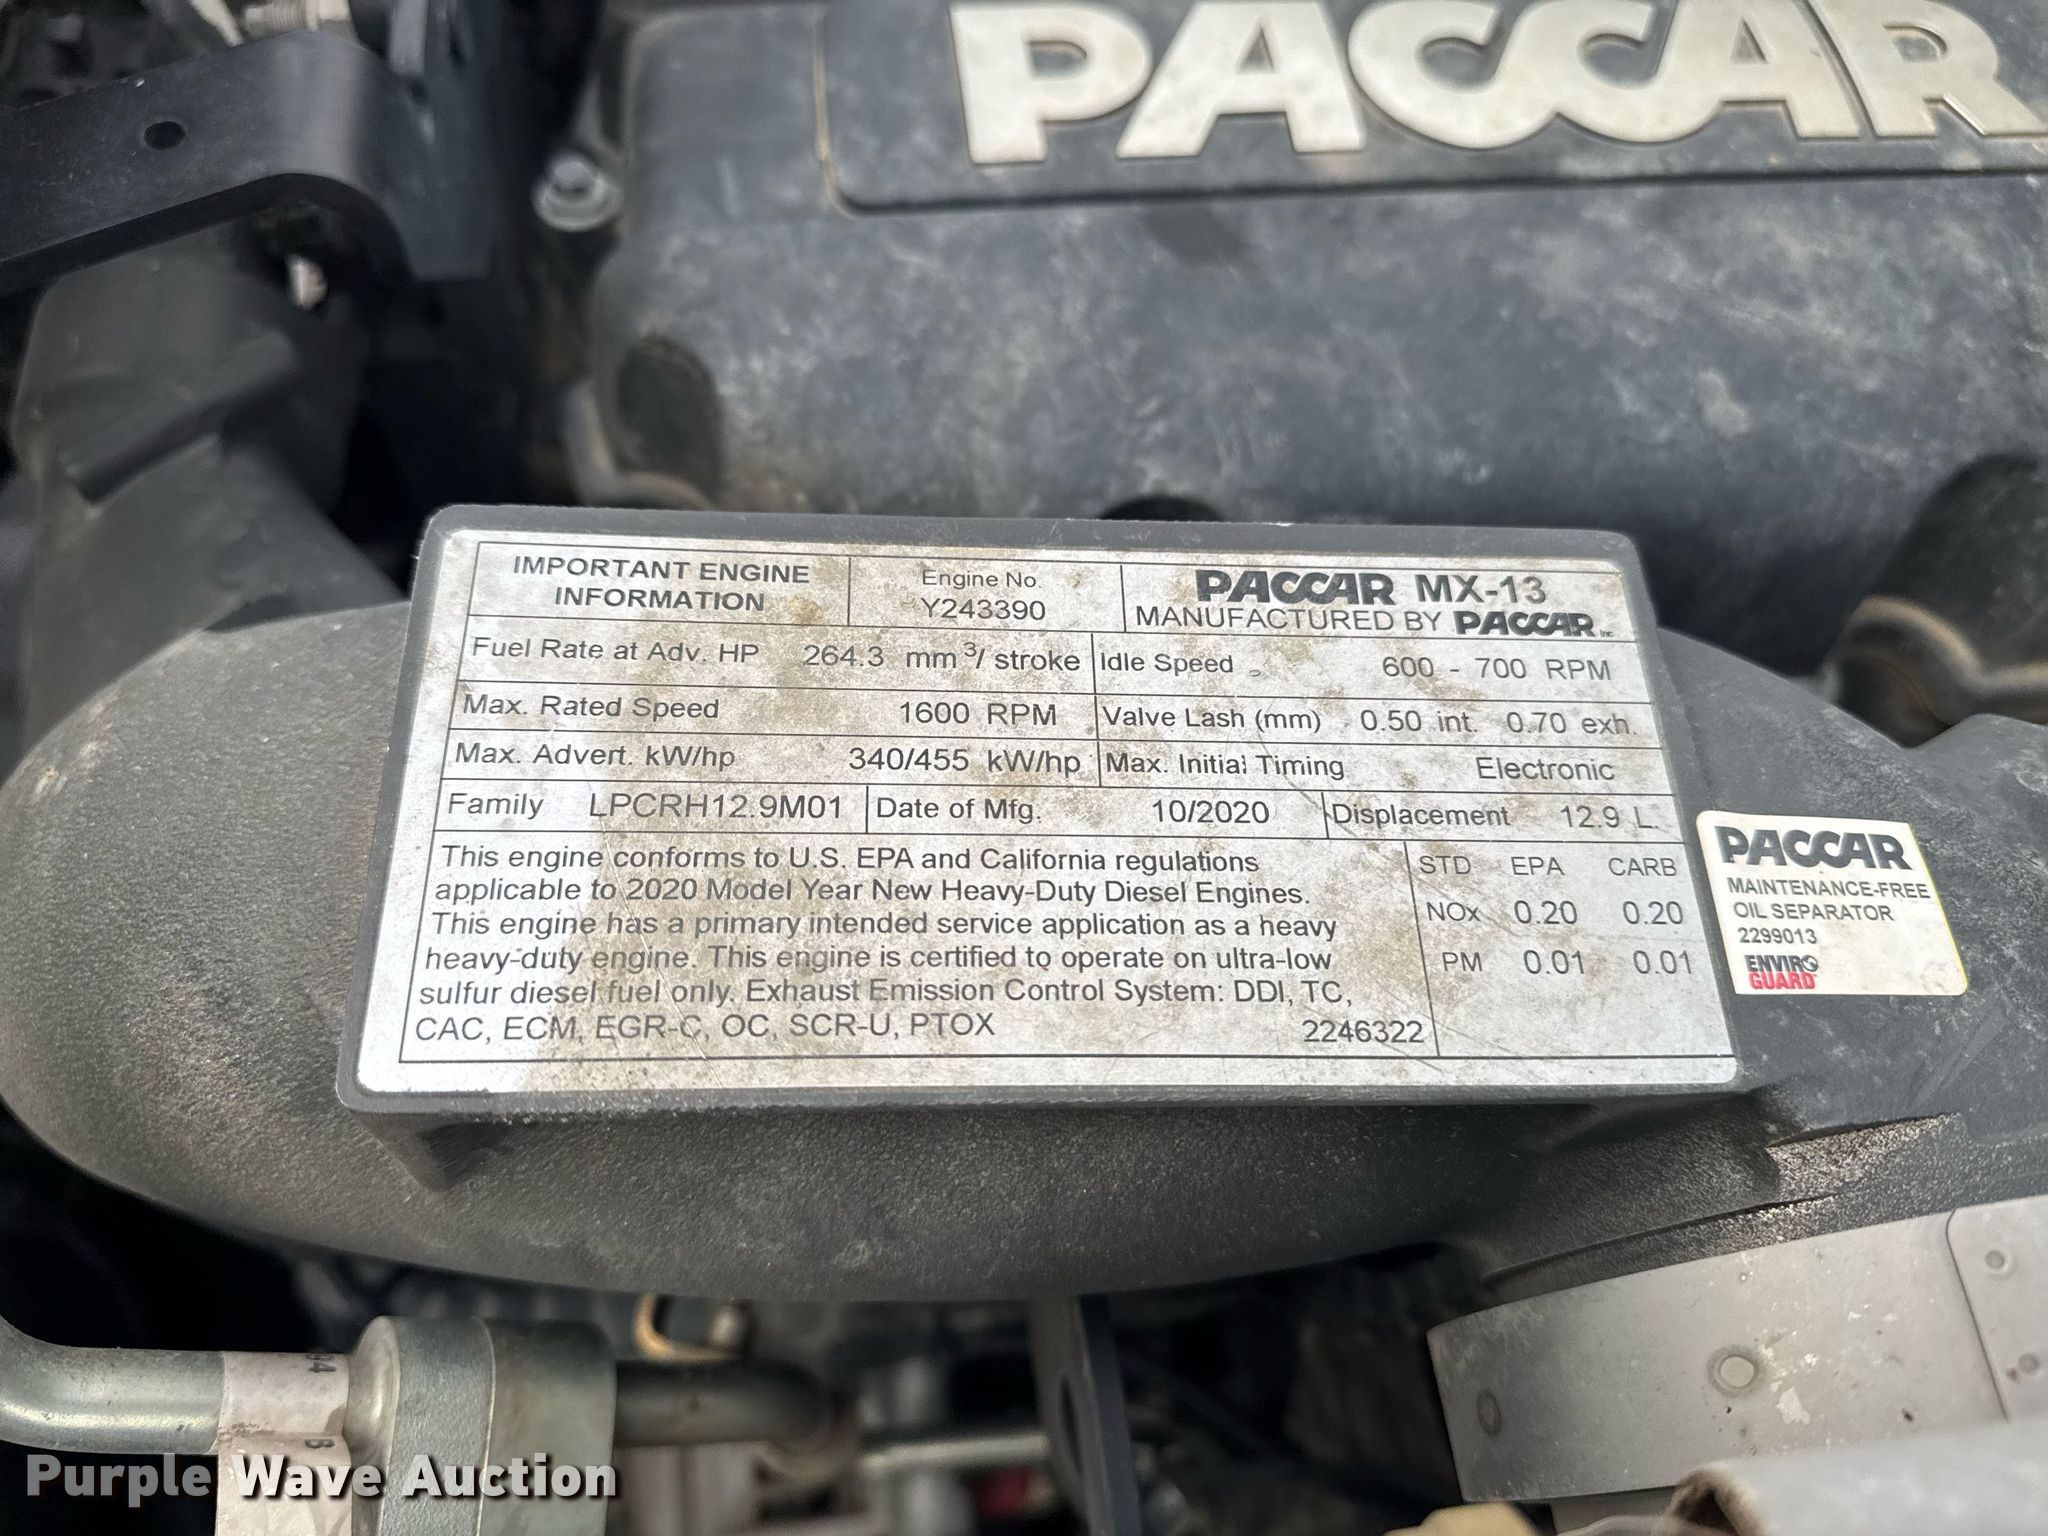 PACCAR
IMPORTANT ENGINE
INFORMATION
Engine No.
Y243390
PACCAR MX-13
MANUFACTURED BY PACCAR Inc
Fuel Rate at Adv. HP 264.3 mm³/ stroke
Idle Speed 600 - 700 RPM
Max. Rated Speed 1600 RPM
Valve Lash (mm) 0.50 int. 0.70 exh.
Max. Advert. kW/hp 340/455 kW/hp
Max. Initial Timing Electronic
Family LPCRH12.9M01
Date of Mfg. 10/2020
Displacement 12.9 L.
This engine conforms to U.S. EPA and California regulations
applicable to 2020 Model Year New Heavy-Duty Diesel Engines.
This engine has a primary intended service application as a heavy
heavy-duty engine. This engine is certified to operate on ultra-low
sulfur diesel fuel only. Exhaust Emission Control System: DDI, TC,
CAC, ECM, EGR-C, OC, SCR-U, PTOX 2246322
STD EPA CARB
NOx 0.20 0.20
PM 0.01 0.01
PACCAR
MAINTENANCE-FREE
OIL SEPARATOR
2299013
ENVIRO
GUARD
B
Purple Wave Auction